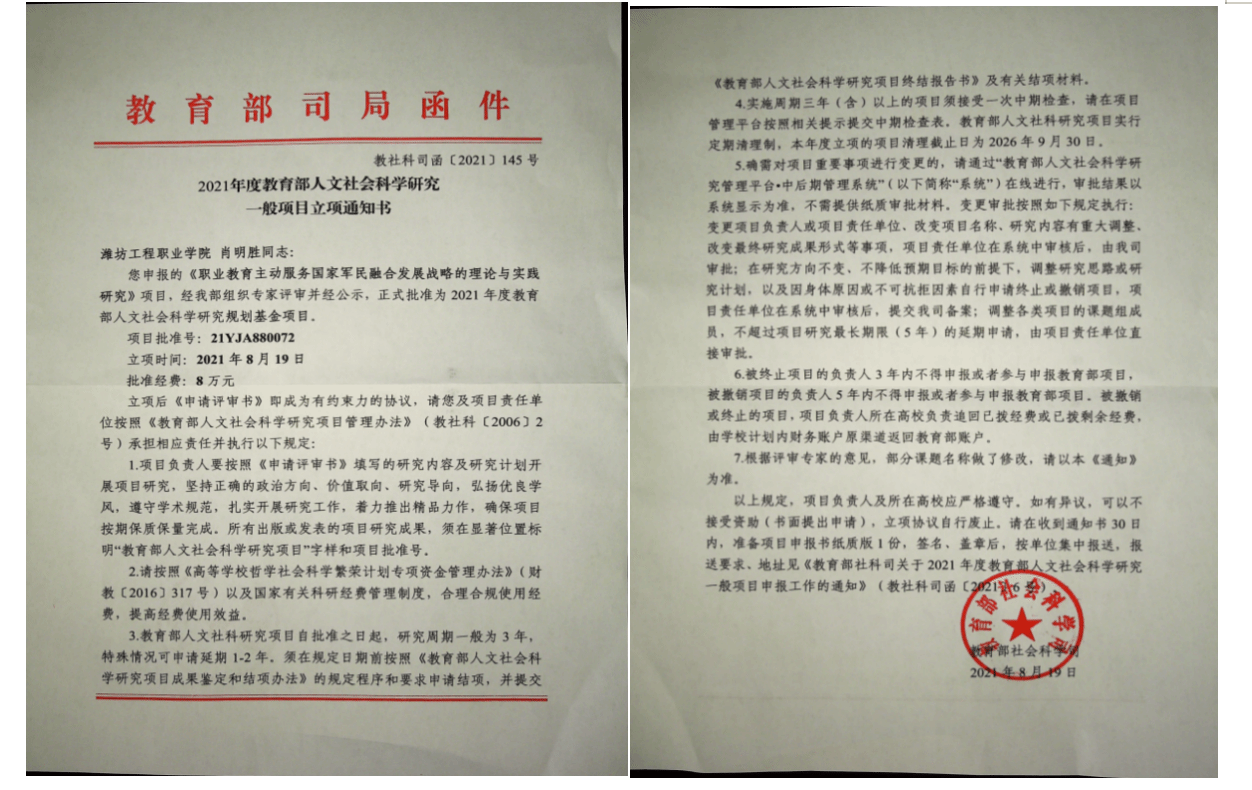 教育部司局函件
教社科司函〔2021〕145 号
2021年度教育部人文社会科学研究
一般项目立项通知书
潍坊工程职业学院 肖明胜同志：
您申报的《职业教育主动服务国家军民融合发展战略的理论与实践
研究》项目，经我部组织专家评审并经公示，正式批准为 2021 年度教育
部人文社会科学研究规划基金项目。
项目批准号：21YJA880072
立项时间：2021 年 8 月 19 日
批准经费：8 万元
立项后《申请评审书》即成为有约束力的协议，请您及项目责任单
位按照《教育部人文社会科学研究项目管理办法》（教社科〔2006〕2
号）承担相应责任并执行以下规定：
1.项目负责人要按照《申请评审书》填写的研究内容及研究计划开
展项目研究，坚持正确的政治方向、价值取向、研究导向，弘扬优良学
风，遵守学术规范，扎实开展研究工作，着力推出精品力作，确保项目
按期保质保量完成。所有出版或发表的项目研究成果，须在显著位置标
明“教育部人文社会科学研究项目”字样和项目批准号。
2.请按照《高等学校哲学社会科学繁荣计划专项资金管理办法》（财
教〔2016〕317 号）以及国家有关科研经费管理制度，合理合规使用经
费，提高经费使用效益。
3.教育部人文社科研究项目自批准之日起，研究周期一般为 3 年，
特殊情况可申请延期 1-2 年。须在规定日期前按照《教育部人文社会科
学研究项目成果鉴定和结项办法》的规定程序和要求申请结项，并提交
《教育部人文社会科学研究项目终结报告书》及有关结项材料。
4.实施周期三年（含）以上的项目须接受一次中期检查，请在项目
管理平台按照相关提示提交中期检查表。教育部人文社科研究项目实行
定期清理制，本年度立项的项目清理截止日为 2026 年 9 月 30 日。
5.确需对项目重要事项进行变更的，请通过“教育部人文社会科学研
究管理平台•中后期管理系统”（以下简称“系统”）在线进行，审批结果以
系统显示为准，不需提供纸质审批材料。变更审批按照如下规定执行：
变更项目负责人或项目责任单位、改变项目名称、研究内容有重大调整、
改变最终研究成果形式等事项，项目责任单位在系统中审核后，由我司
审批；在研究方向不变、不降低预期目标的前提下，调整研究思路或研
究计划，以及因身体原因或不可抗拒因素自行申请终止或撤销项目，项
目责任单位在系统中审核后，提交我司备案；调整各类项目的课题组成
员，不超过项目研究最长期限（5 年）的延期申请，由项目责任单位直
接审批。
6.被终止项目的负责人 3 年内不得申报或者参与申报教育部项目，
被撤销项目的负责人 5 年内不得申报或者参与申报教育部项目。被撤销
或终止的项目，项目负责人所在高校负责追回已拨经费或已拨剩余经费，
由学校计划内财务账户原渠道返回教育部账户。
7.根据评审专家的意见，部分课题名称做了修改，请以本《通知》
为准。
以上规定，项目负责人及所在高校应严格遵守。如有异议，可以不
接受资助（书面提出申请），立项协议自行废止。请在收到通知书 30 日
内，准备项目申报书纸质版 1 份，签名、盖章后，按单位集中报送，报
送要求、地址见《教育部社科司关于 2021 年度教育部人文社会科学研究
一般项目申报工作的通知》（教社科司函〔2021〕6 号）
教育部社会科学司
教育部社会科学司
2021 年 8 月 19 日